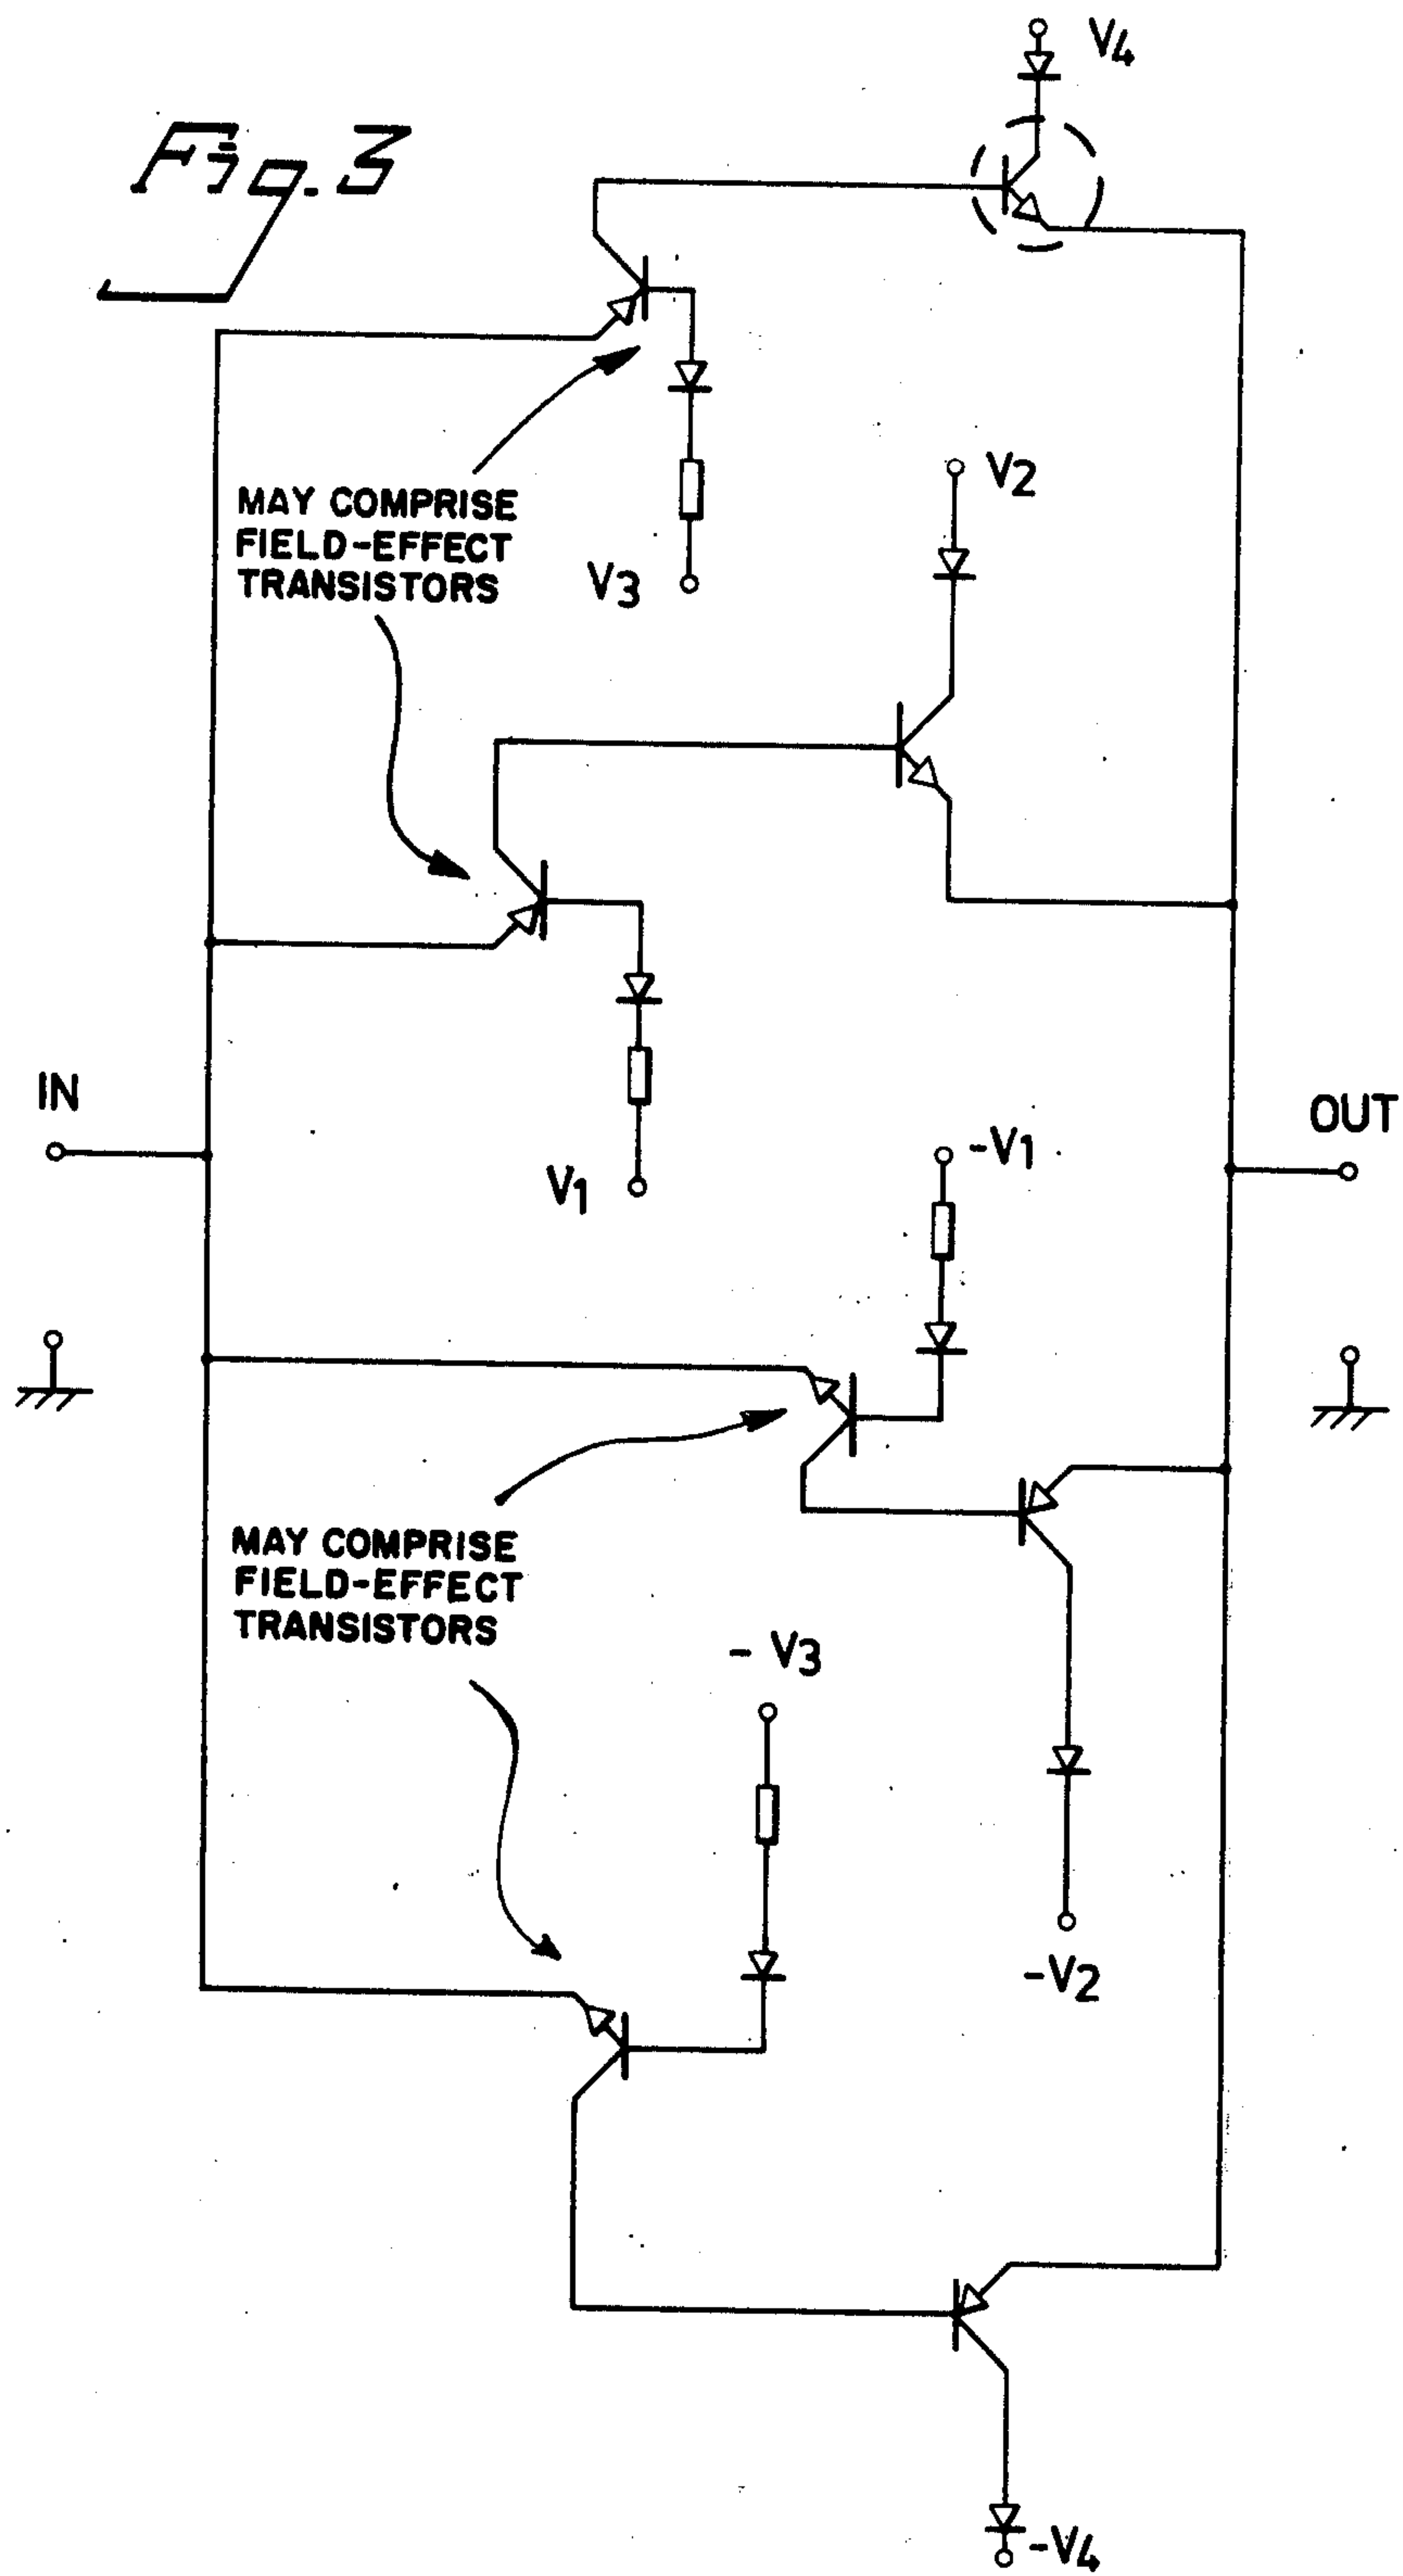 Fig. 3
V4
MAY COMPRISE
FIELD-EFFECT
TRANSISTORS
V3
V2
IN
V1
-V1
OUT
MAY COMPRISE
FIELD-EFFECT
TRANSISTORS
- V3
-V2
-V4